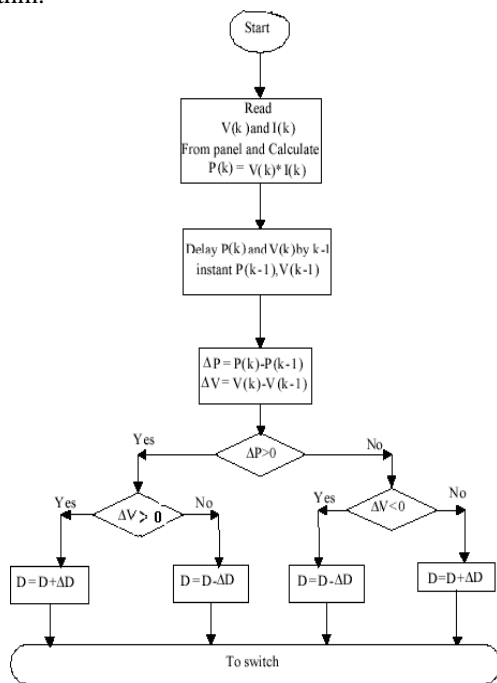 Start
Read
V(k) and I(k)
From panel and Calculate
P(k) = V(k)* I(k)
Delay P(k) and V(k) by k-1
instant P(k-1),V(k-1)
ΔP = P(k)-P(k-1)
ΔV= V(k)-V(k-1)
ΔP>0
Yes
No
ΔV > 0
Yes
No
ΔV<0
Yes
No
D=D+ΔD
D=D-ΔD
D=D-ΔD
D=D+ΔD
To switch